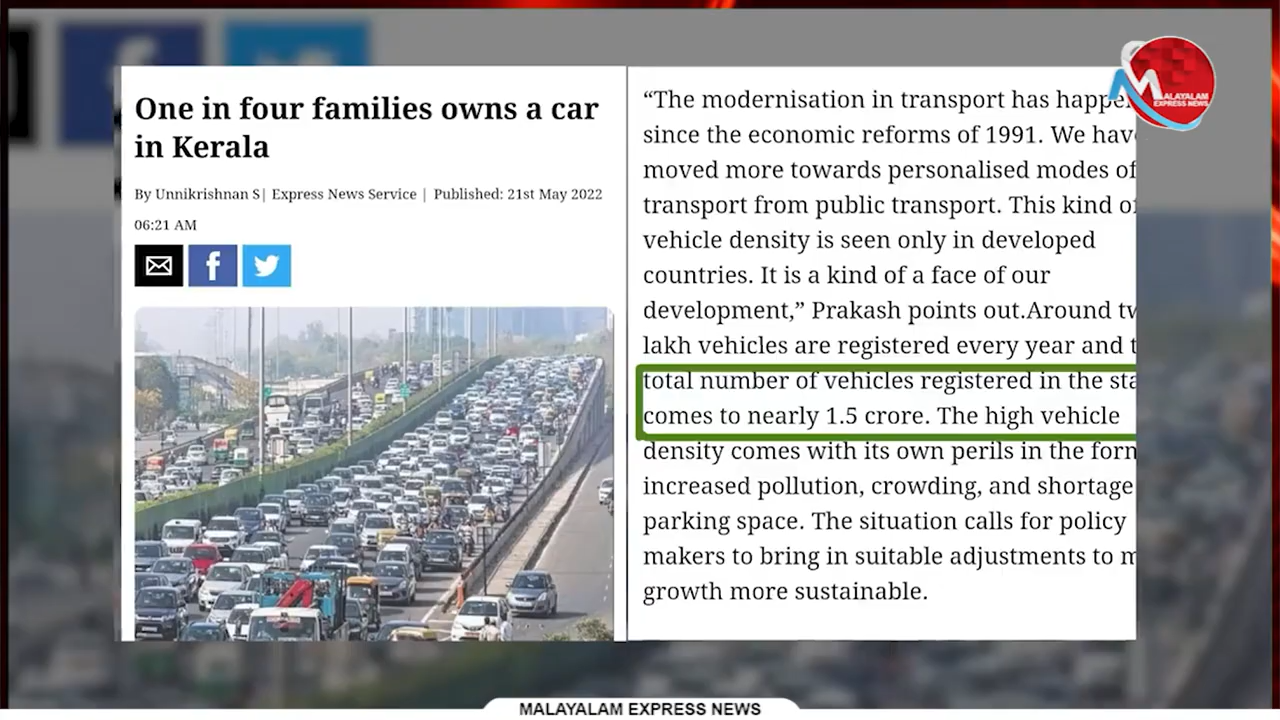 One in four families owns a car
in Kerala
By Unnikrishnan S| Express News Service | Published: 21st May 2022
06:21 AM
“The modernisation in transport has
since the economic reforms of 1991. We
moved more towards personalised modes of
transport from public transport. This kind
vehicle density is seen only in developed
countries. It is a kind of a face of our
development,” Prakash points out.Around
lakh vehicles are registered every year and
total number of vehicles registered in the
comes to nearly 1.5 crore. The high vehicle
density comes with its own perils in the
increased pollution, crowding, and shortage
parking space. The situation calls for policy
makers to bring in suitable adjustments to
growth more sustainable.
MALAYALAM
EXPRESS NEWS
MALAYALAM EXPRESS NEWS